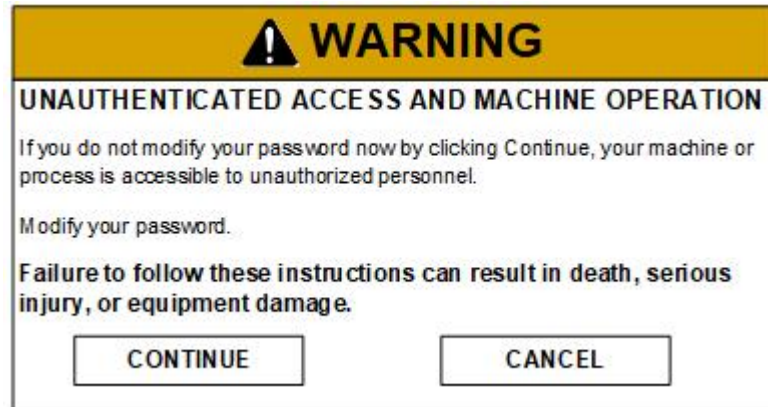 WARNING
UNAUTHENTICATED ACCESS AND MACHINE OPERATION
If you do not modify your password now by clicking Continue, your machine or
process is accessible to unauthorized personnel.
Modify your password.
Failure to follow these instructions can result in death, serious
injury, or equipment damage.
CONTINUE CANCEL